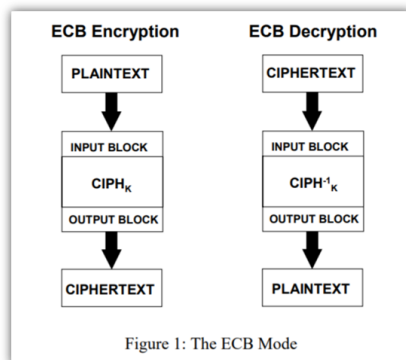 ECB Encryption
PLAINTEXT
INPUT BLOCK
CIPHK
OUTPUT BLOCK
CIPHERTEXT
ECB Decryption
CIPHERTEXT
INPUT BLOCK
CIPH-1K
OUTPUT BLOCK
PLAINTEXT
Figure 1: The ECB Mode